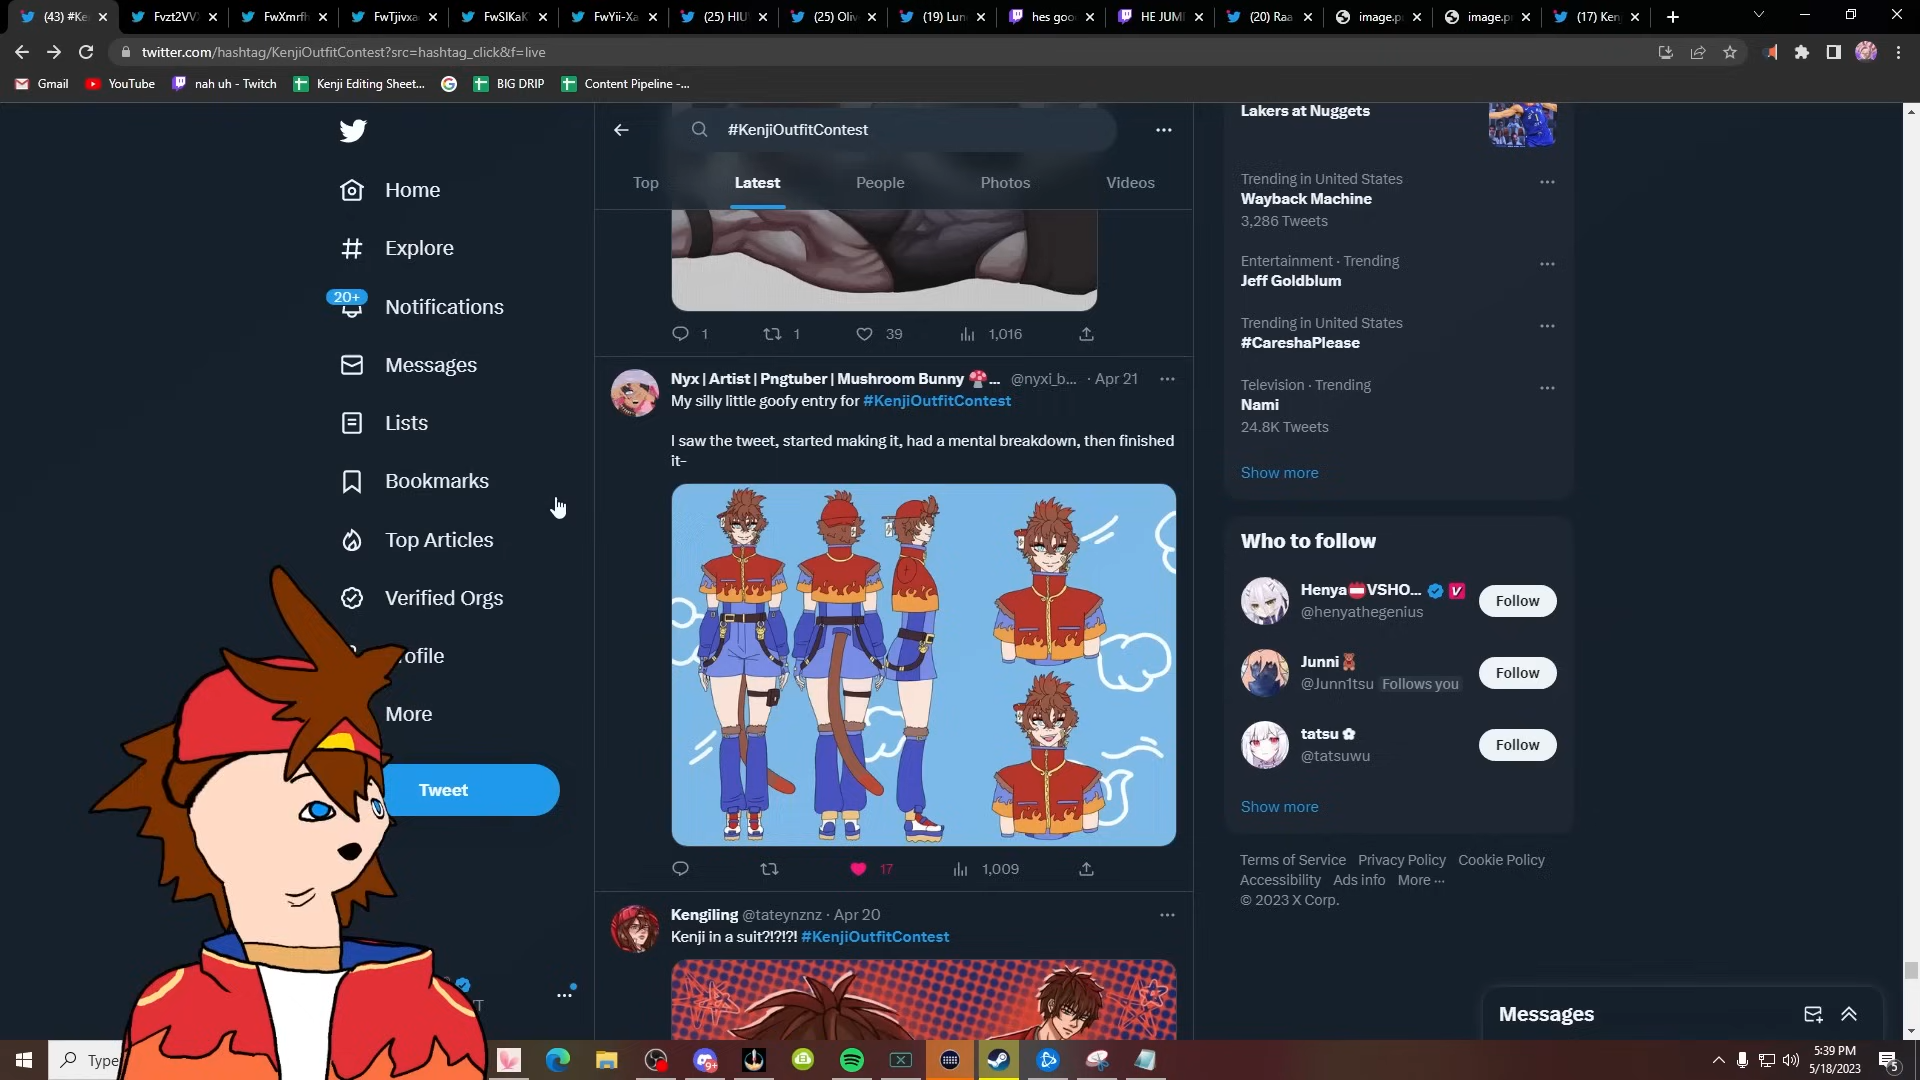 (43) #Ke
Fvzt2VV
FwXmrfh
FwTjivxa
FwSlKaK
FwYii-Xa
(25) HIU
(25) Oliv
(19) Lun
hes goo
HE JUM
(20) Raa
image.p
image.p
(17) Ken
twitter.com/hashtag/KenjiOutfitContest?src=hashtag_click&f=live
Gmail
YouTube
nah uh - Twitch
Kenji Editing Sheet...
BIG DRIP
Content Pipeline -...
Home
Explore
20+
Notifications
Messages
Lists
Bookmarks
Top Articles
Verified Orgs
ofile
More
Tweet
#KenjiOutfitContest
Top
Latest
People
Photos
Videos
1
1
39
1,016
Nyx | Artist | Pngtuber | Mushroom Bunny 🍄... @nyxi_b... · Apr 21
My silly little goofy entry for #KenjiOutfitContest
I saw the tweet, started making it, had a mental breakdown, then finished
it-
17
1,009
Kengiling @tateynznz · Apr 20
Kenji in a suit?!?!?! #KenjiOutfitContest
Lakers at Nuggets
Trending in United States
Wayback Machine
3,286 Tweets
Entertainment · Trending
Jeff Goldblum
Trending in United States
#CareshaPlease
Television · Trending
Nami
24.8K Tweets
Show more
Who to follow
Henya VSHO...
@henyathegenius
Follow
Junni🧸
@Junn1tsu Follows you
Follow
tatsu ✿
@tatsuwu
Follow
Show more
Terms of Service Privacy Policy Cookie Policy
Accessibility Ads info More ...
© 2023 X Corp.
Messages
Type
9+
5:39 PM
5/18/2023
5